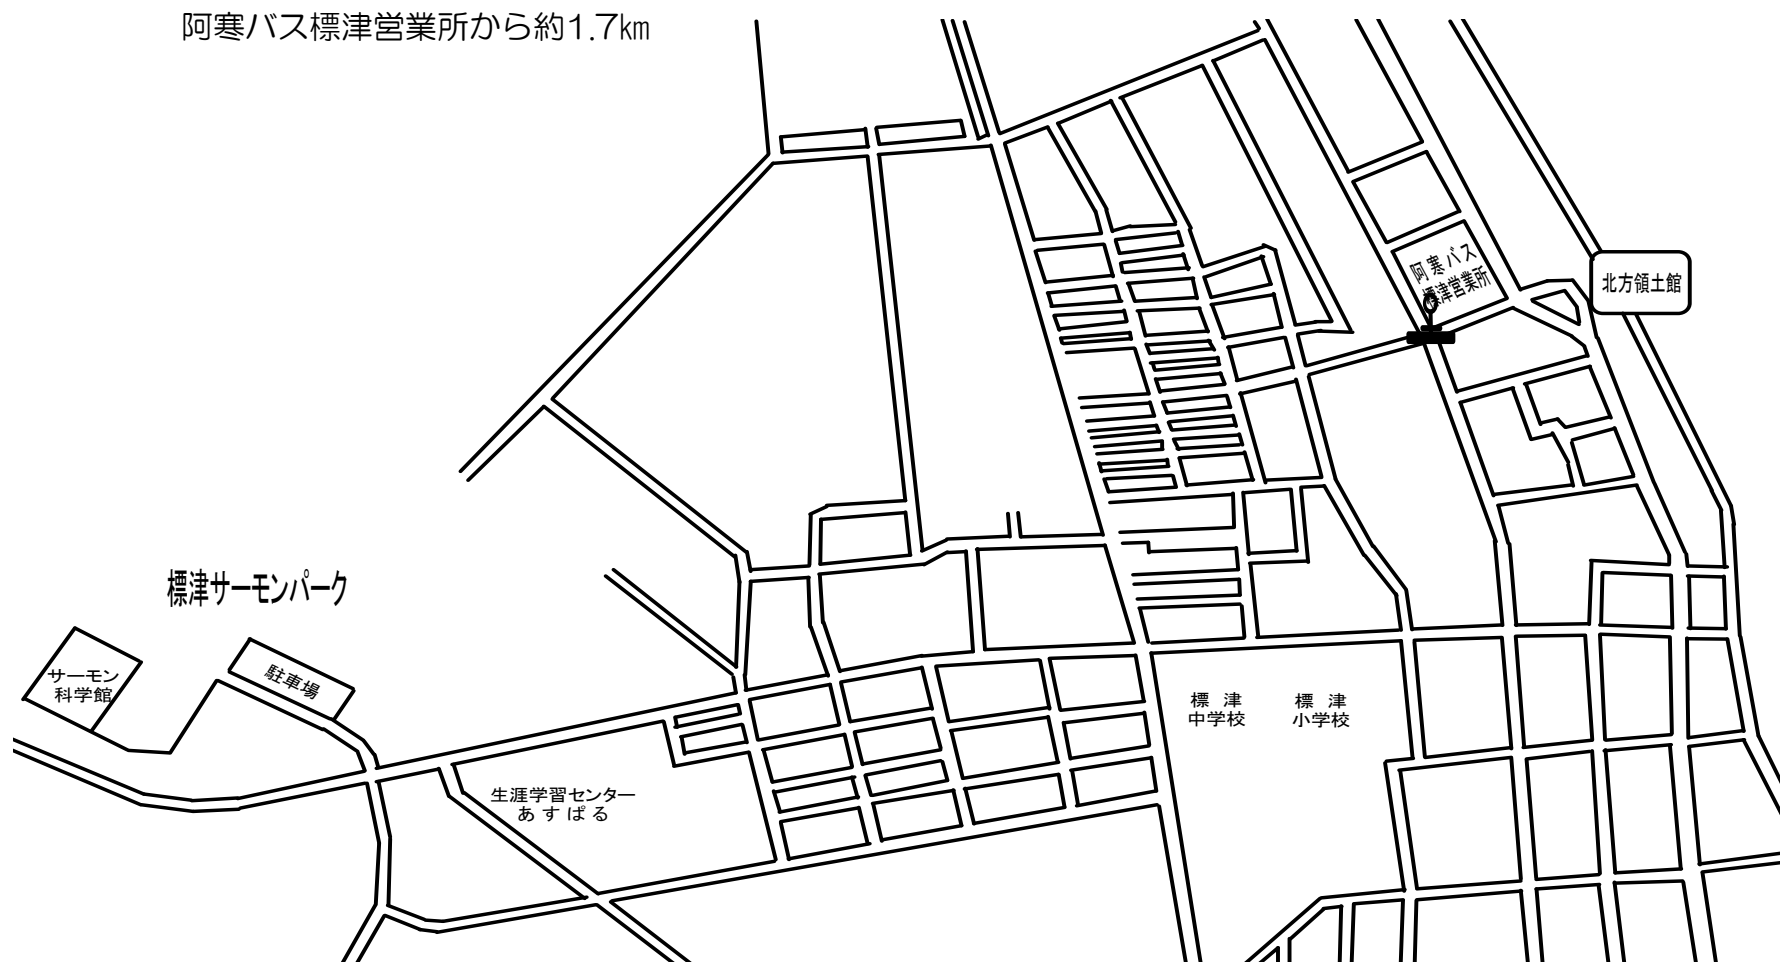 阿寒バス標津営業所から約1.7㎞
阿寒バス
標津営業所
北方領土館
標津サーモンパーク
サーモン
科学館
駐車場
標 津
中学校
標 津
小学校
生涯学習センター
あ す ぱ る